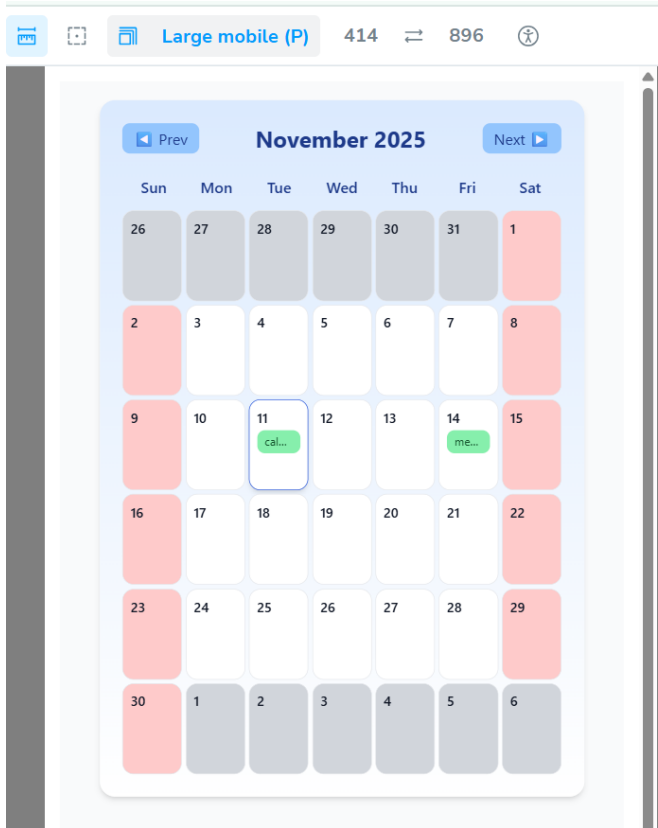 Large mobile (P) 414 896
Prev November 2025 Next
Sun Mon Tue Wed Thu Fri Sat
26 27 28 29 30 31 1
2 3 4 5 6 7 8
9 10 11 12 13 14 15
cal... me...
16 17 18 19 20 21 22
23 24 25 26 27 28 29
30 1 2 3 4 5 6